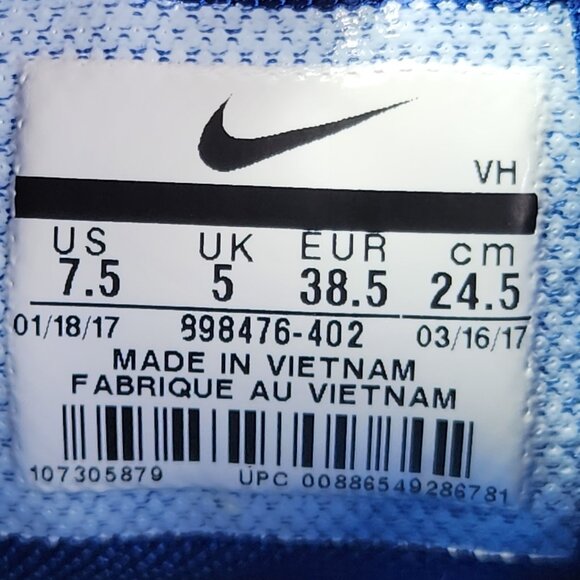 VH
US UK EUR cm
7.5 5 38.5 24.5
01/18/17 898476-402 03/16/17
MADE IN VIETNAM
FABRIQUE AU VIETNAM
107305879 UPC 00886549286781